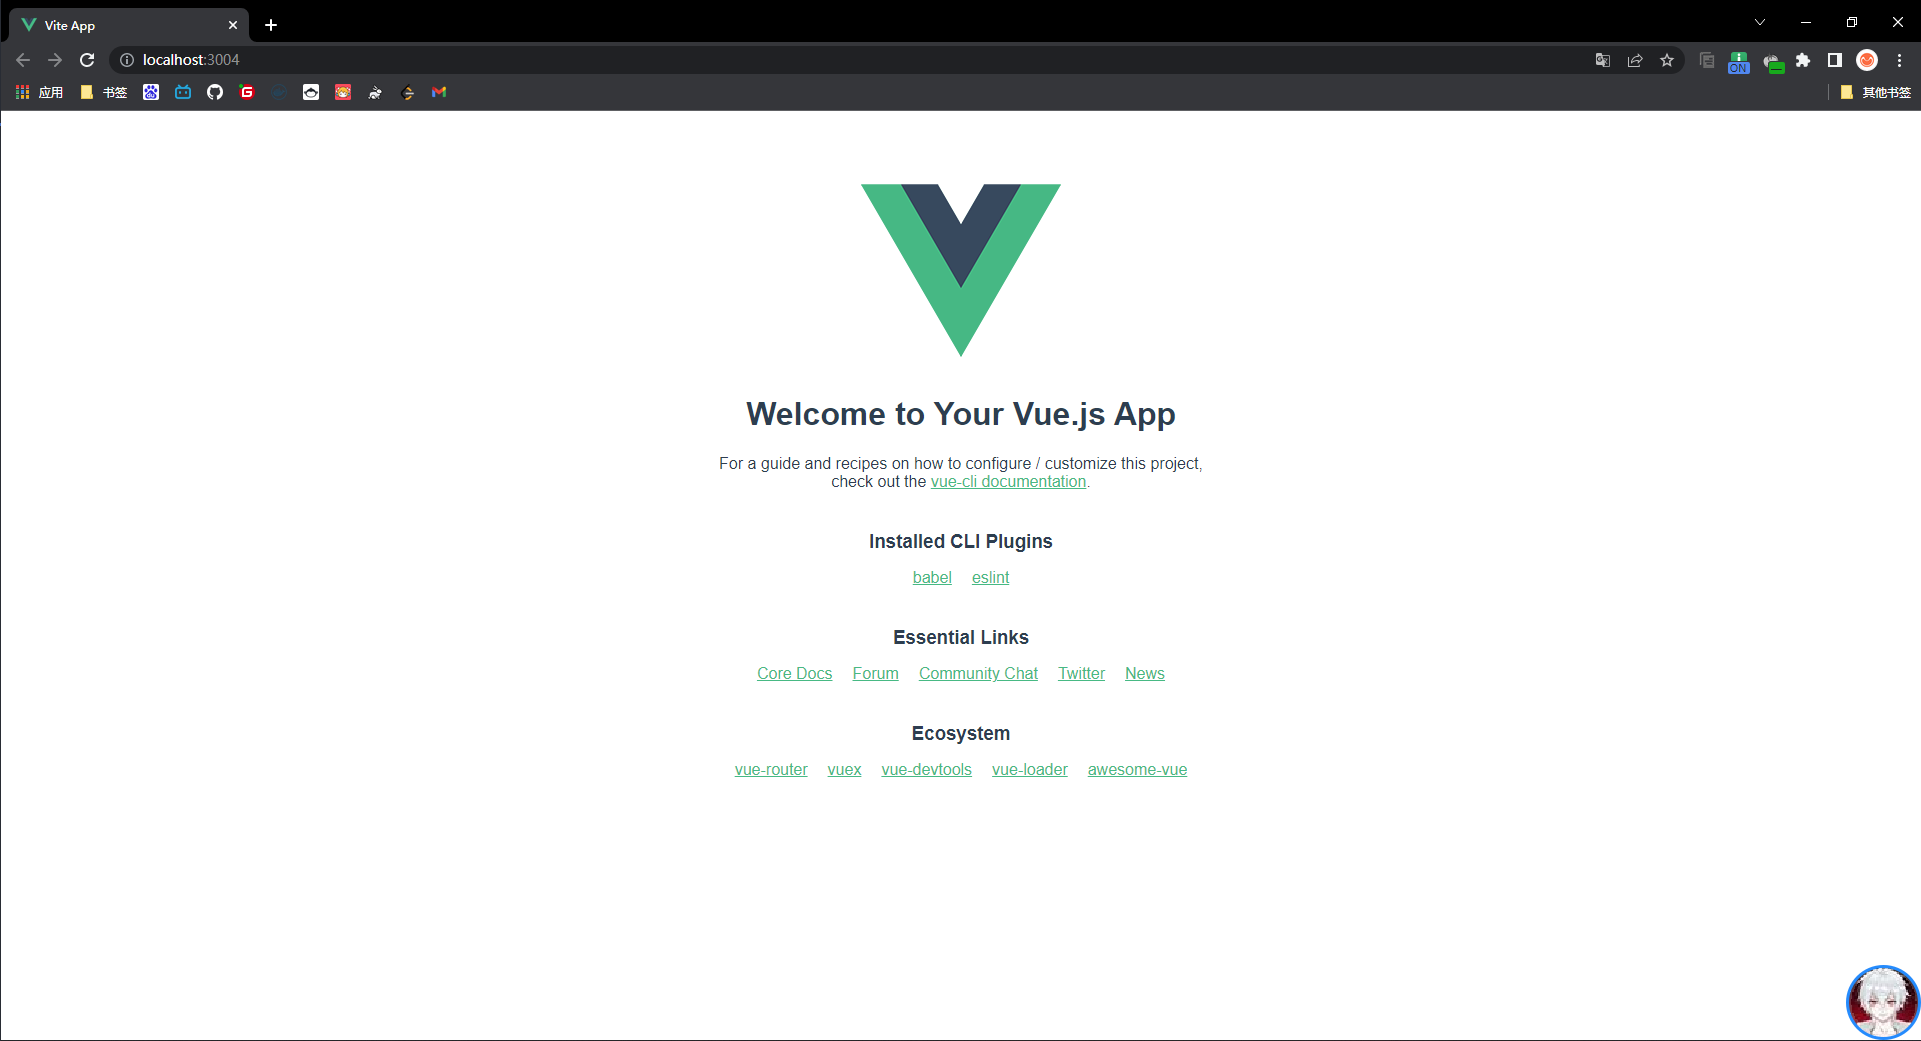 Vite App
localhost:3004
ON
应用
书签
其他书签
Welcome to Your Vue.js App
For a guide and recipes on how to configure / customize this project,
check out the vue-cli documentation.
Installed CLI Plugins
babel eslint
Essential Links
Core Docs Forum Community Chat Twitter News
Ecosystem
vue-router vuex vue-devtools vue-loader awesome-vue